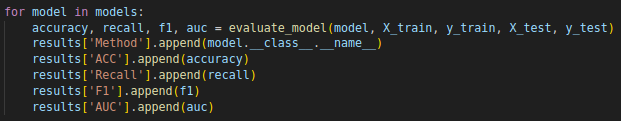 for model in models:
    accuracy, recall, f1, auc = evaluate_model(model, X_train, y_train, X_test, y_test)
    results['Method'].append(model.__class__.__name__)
    results['ACC'].append(accuracy)
    results['Recall'].append(recall)
    results['F1'].append(f1)
    results['AUC'].append(auc)